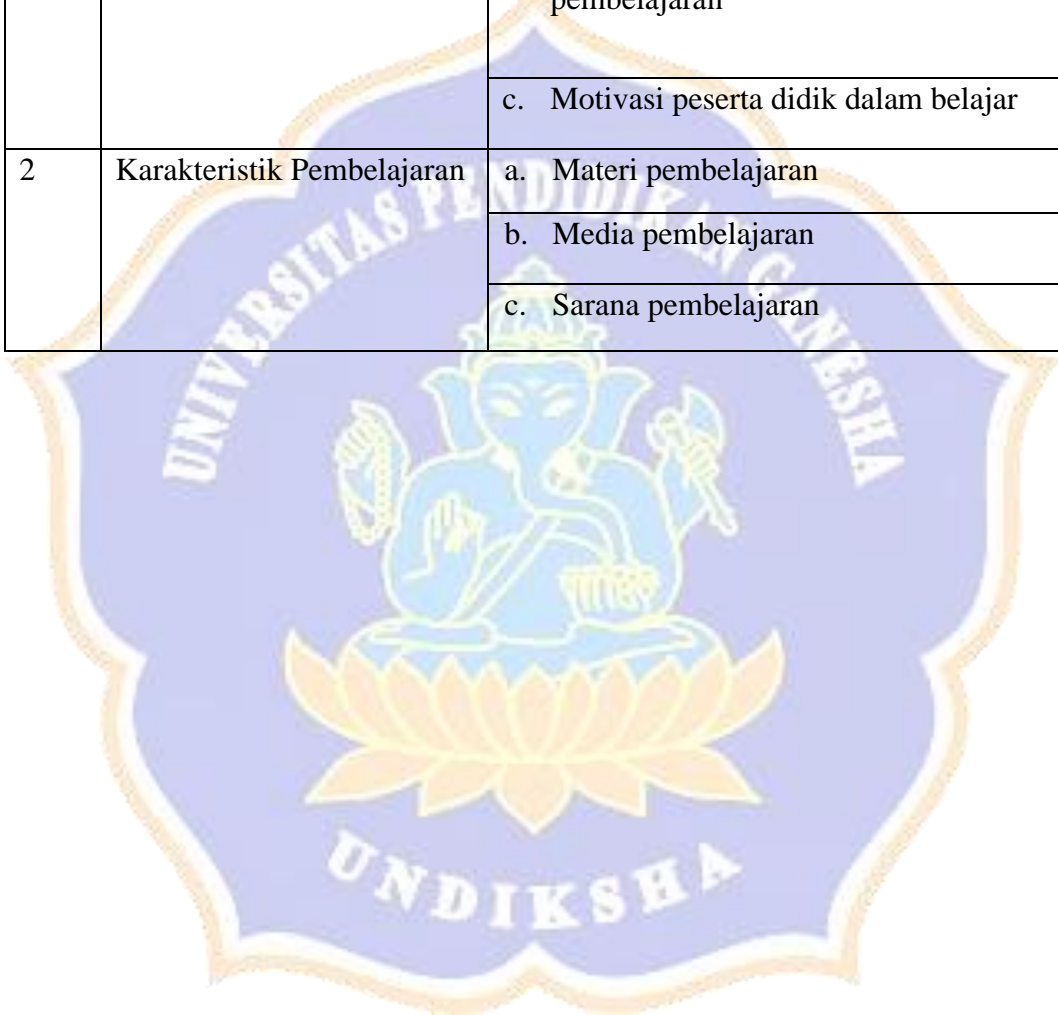 pembelajaran
c. Motivasi peserta didik dalam belajar
2 Karakteristik Pembelajaran a. Materi pembelajaran
b. Media pembelajaran
c. Sarana pembelajaran
UNIVERSITAS PENDIDIKAN GANESHA
UNDIKSHA